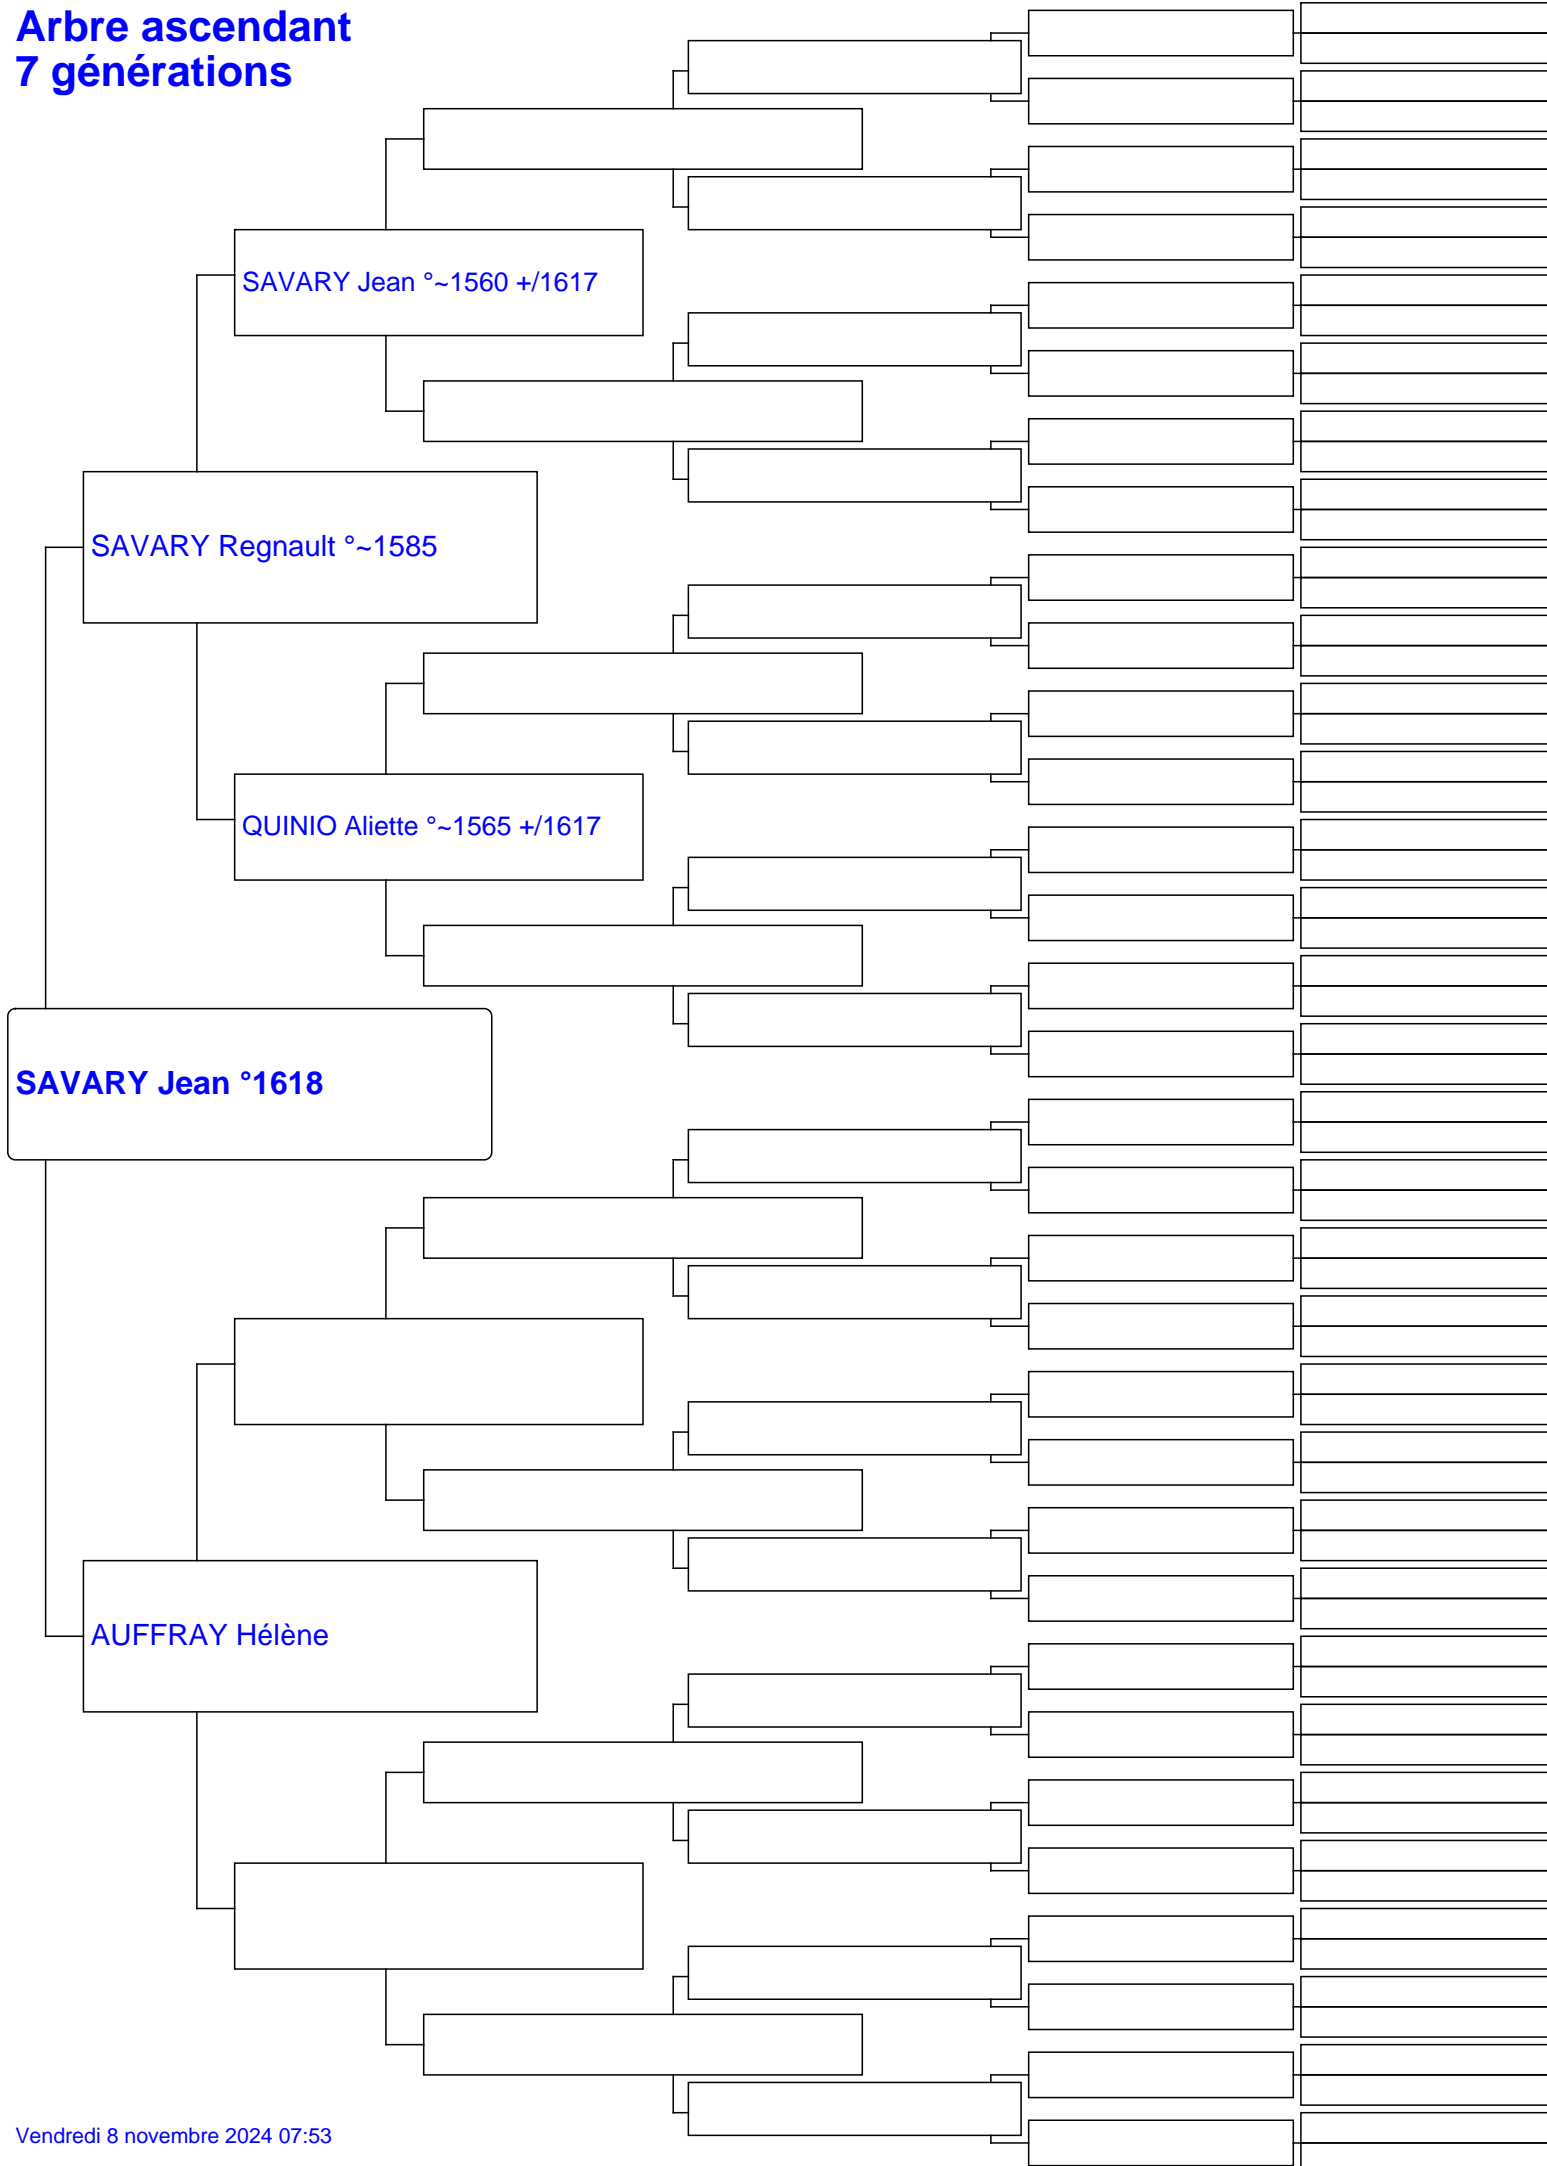 Arbre ascendant
7 générations
SAVARY Jean °~1560 +/1617
SAVARY Regnault °~1585
QUINIO Aliette °~1565 +/1617
SAVARY Jean °1618
AUFFRAY Hélène
Vendredi 8 novembre 2024 07:53